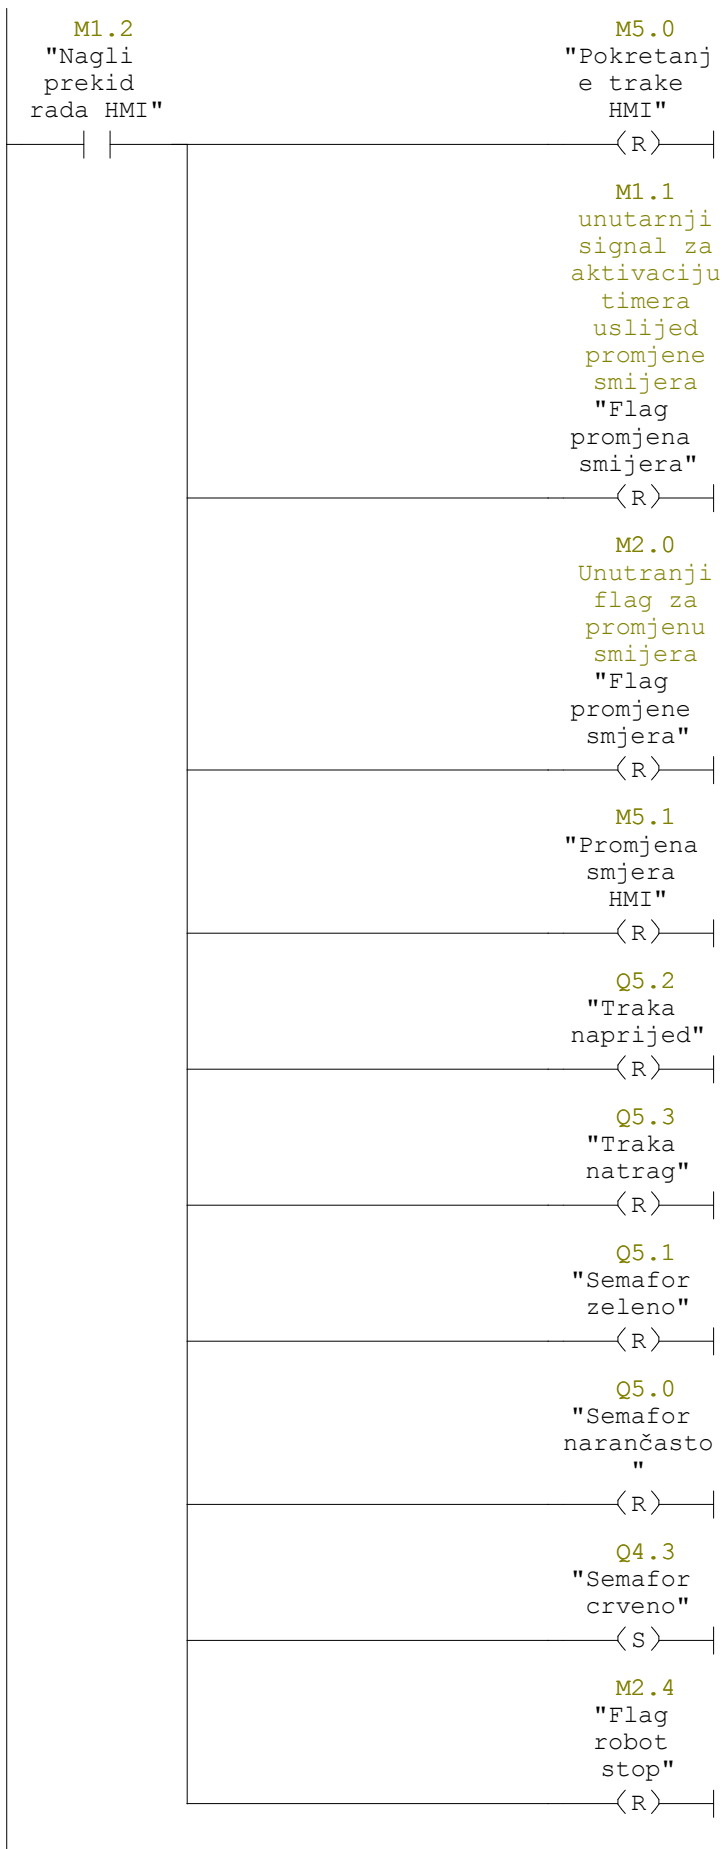 M1.2
"Nagli
prekid
rada HMI"
M5.0
"Pokretanj
e trake
HMI"
R
M1.1
unutarnji
signal za
aktivaciju
timera
uslijed
promjene
smijera
"Flag
promjena
smijera"
R
M2.0
Unutranji
flag za
promjenu
smijera
"Flag
promjene
smjera"
R
M5.1
"Promjena
smjera
HMI"
R
Q5.2
"Traka
naprijed"
R
Q5.3
"Traka
natrag"
R
Q5.1
"Semafor
zeleno"
R
Q5.0
"Semafor
narančasto
"
R
Q4.3
"Semafor
crveno"
S
M2.4
"Flag
robot
stop"
R